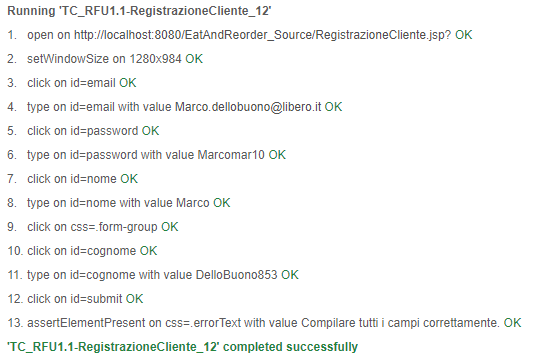 Running 'TC_RFU1.1-RegistrazioneCliente_12'
1. open on http://localhost:8080/EatAndReorder_Source/RegistrazioneCliente.jsp? OK
2. setWindowSize on 1280x984 OK
3. click on id=email OK
4. type on id=email with value Marco.dellobuono@libero.it OK
5. click on id=password OK
6. type on id=password with value Marcomar10 OK
7. click on id=nome OK
8. type on id=nome with value Marco OK
9. click on css=.form-group OK
10. click on id=cognome OK
11. type on id=cognome with value DelloBuono853 OK
12. click on id=submit OK
13. assertElementPresent on css=.errorText with value Compilare tutti i campi correttamente. OK
'TC_RFU1.1-RegistrazioneCliente_12' completed successfully